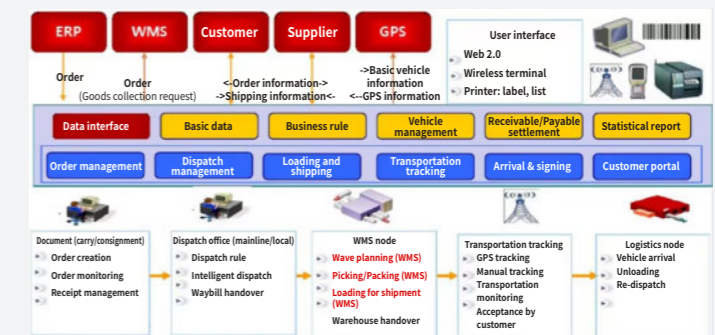 ERP
WMS
Customer
Supplier
GPS
User interface
Web 2.0
Wireless terminal
Printer: label, list
Order
Order
(Goods collection request)
<-Order information->
->Shipping information<-
->Basic vehicle
information
<--GPS information
Data interface
Basic data
Business rule
Vehicle
management
Receivable/Payable
settlement
Statistical report
Order management
Dispatch
management
Loading and
shipping
Transportation
tracking
Arrival & signing
Customer portal
Document (carry/consignment)
Order creation
Order monitoring
Receipt management
Dispatch office (mainline/local)
Dispatch rule
Intelligent dispatch
Waybill handover
WMS node
Wave planning (WMS)
Picking/Packing (WMS)
Loading for shipment
(WMS)
Warehouse handover
Transportation tracking
GPS tracking
Manual tracking
Transportation
monitoring
Acceptance by
customer
Logistics node
Vehicle arrival
Unloading
Re-dispatch